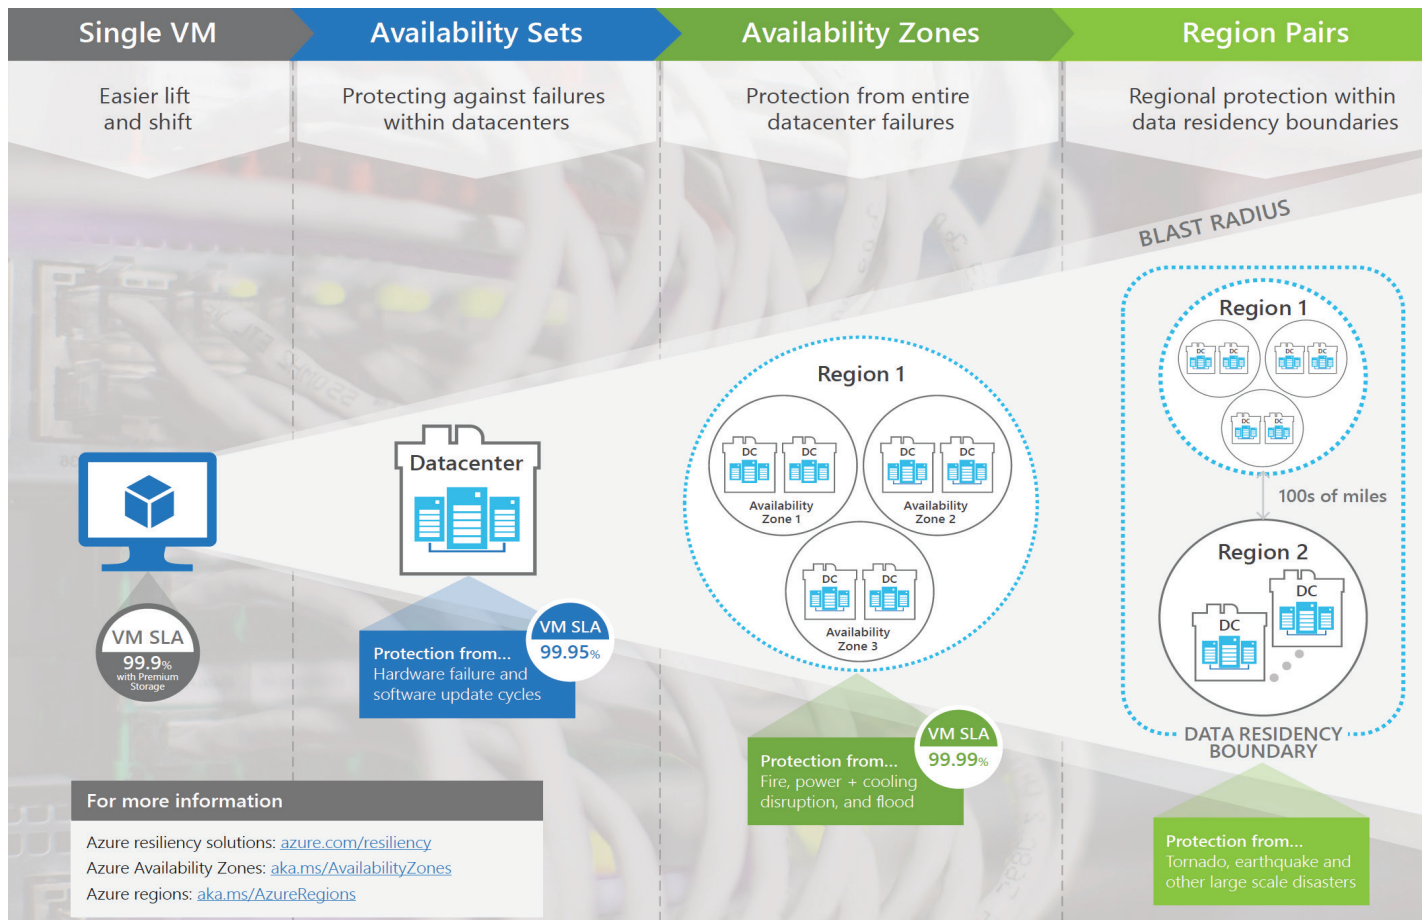 Single VM
Availability Sets
Availability Zones
Region Pairs
Easier lift
and shift
Protecting against failures
within datacenters
Protection from entire
datacenter failures
Regional protection within
data residency boundaries
BLAST RADIUS
VM SLA
99.9%
with Premium
Storage
Datacenter
Protection from...
Hardware failure and
software update cycles
VM SLA
99.95%
Region 1
DC
DC
Availability
Zone 1
DC
DC
Availability
Zone 2
DC
DC
Availability
Zone 3
Protection from...
Fire, power + cooling
disruption, and flood
VM SLA
99.99%
Region 1
DC
DC
DC
DC
DC
DC
100s of miles
Region 2
DC
DC
DATA RESIDENCY
BOUNDARY
Protection from...
Tornado, earthquake and
other large scale disasters
For more information
Azure resiliency solutions: azure.com/resiliency
Azure Availability Zones: aka.ms/AvailabilityZones
Azure regions: aka.ms/AzureRegions